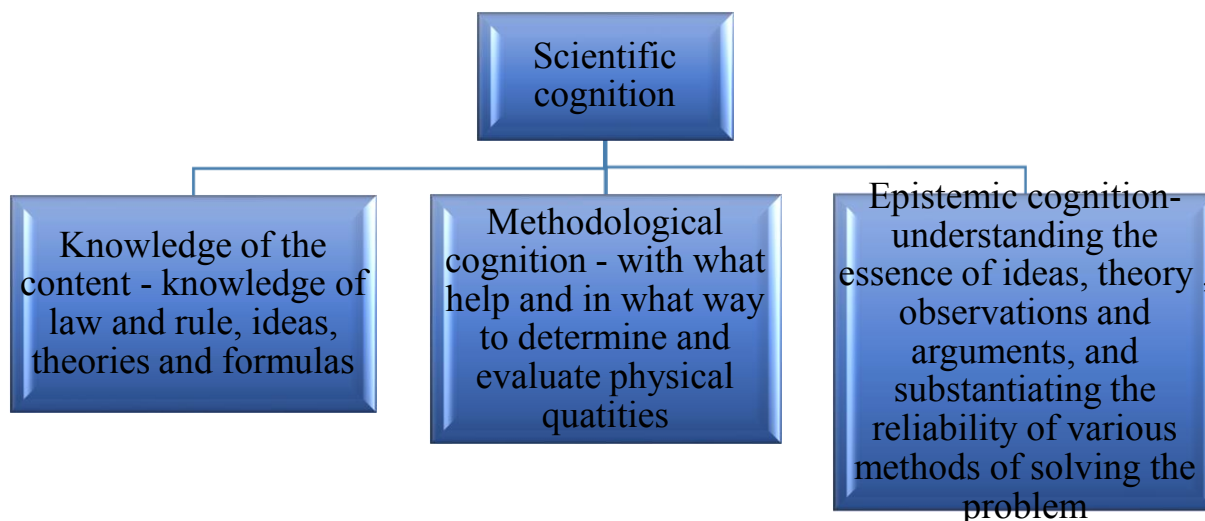 Scientific
cognition
Knowledge of the
content - knowledge of
law and rule, ideas,
theories and formulas
Methodological
cognition - with what
help and in what way
to determine and
evaluate physical
quatities
Epistemic cognition-
understanding the
essence of ideas, theory ,
observations and
arguments, and
substantiating the
reliability of various
methods of solving the
problem